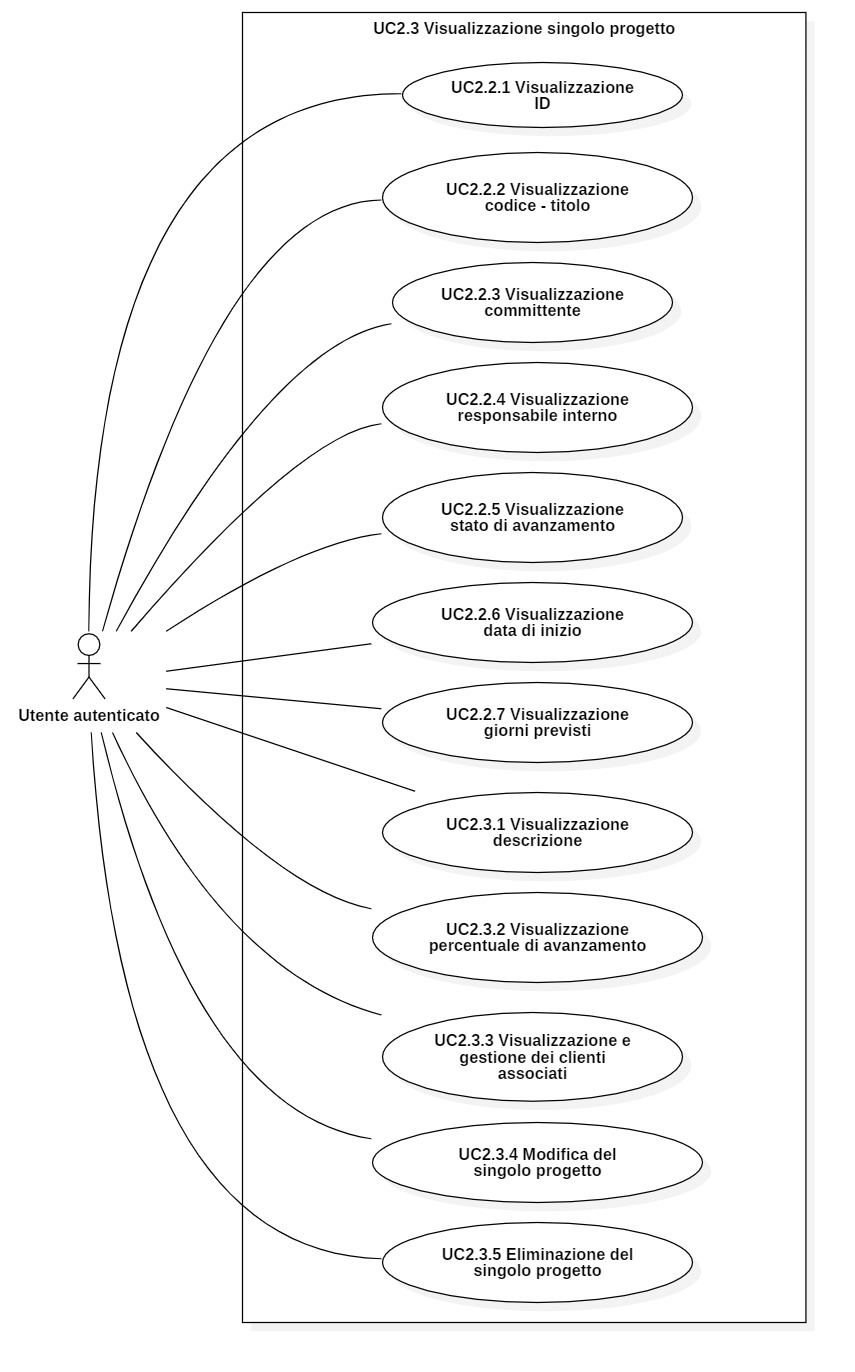 UC2.3 Visualizzazione singolo progetto
UC2.2.1 Visualizzazione
ID
UC2.2.2 Visualizzazione
codice - titolo
UC2.2.3 Visualizzazione
committente
UC2.2.4 Visualizzazione
responsabile interno
UC2.2.5 Visualizzazione
stato di avanzamento
UC2.2.6 Visualizzazione
data di inizio
Utente autenticato
UC2.2.7 Visualizzazione
giorni previsti
UC2.3.1 Visualizzazione
descrizione
UC2.3.2 Visualizzazione
percentuale di avanzamento
UC2.3.3 Visualizzazione e
gestione dei clienti
associati
UC2.3.4 Modifica del
singolo progetto
UC2.3.5 Eliminazione del
singolo progetto